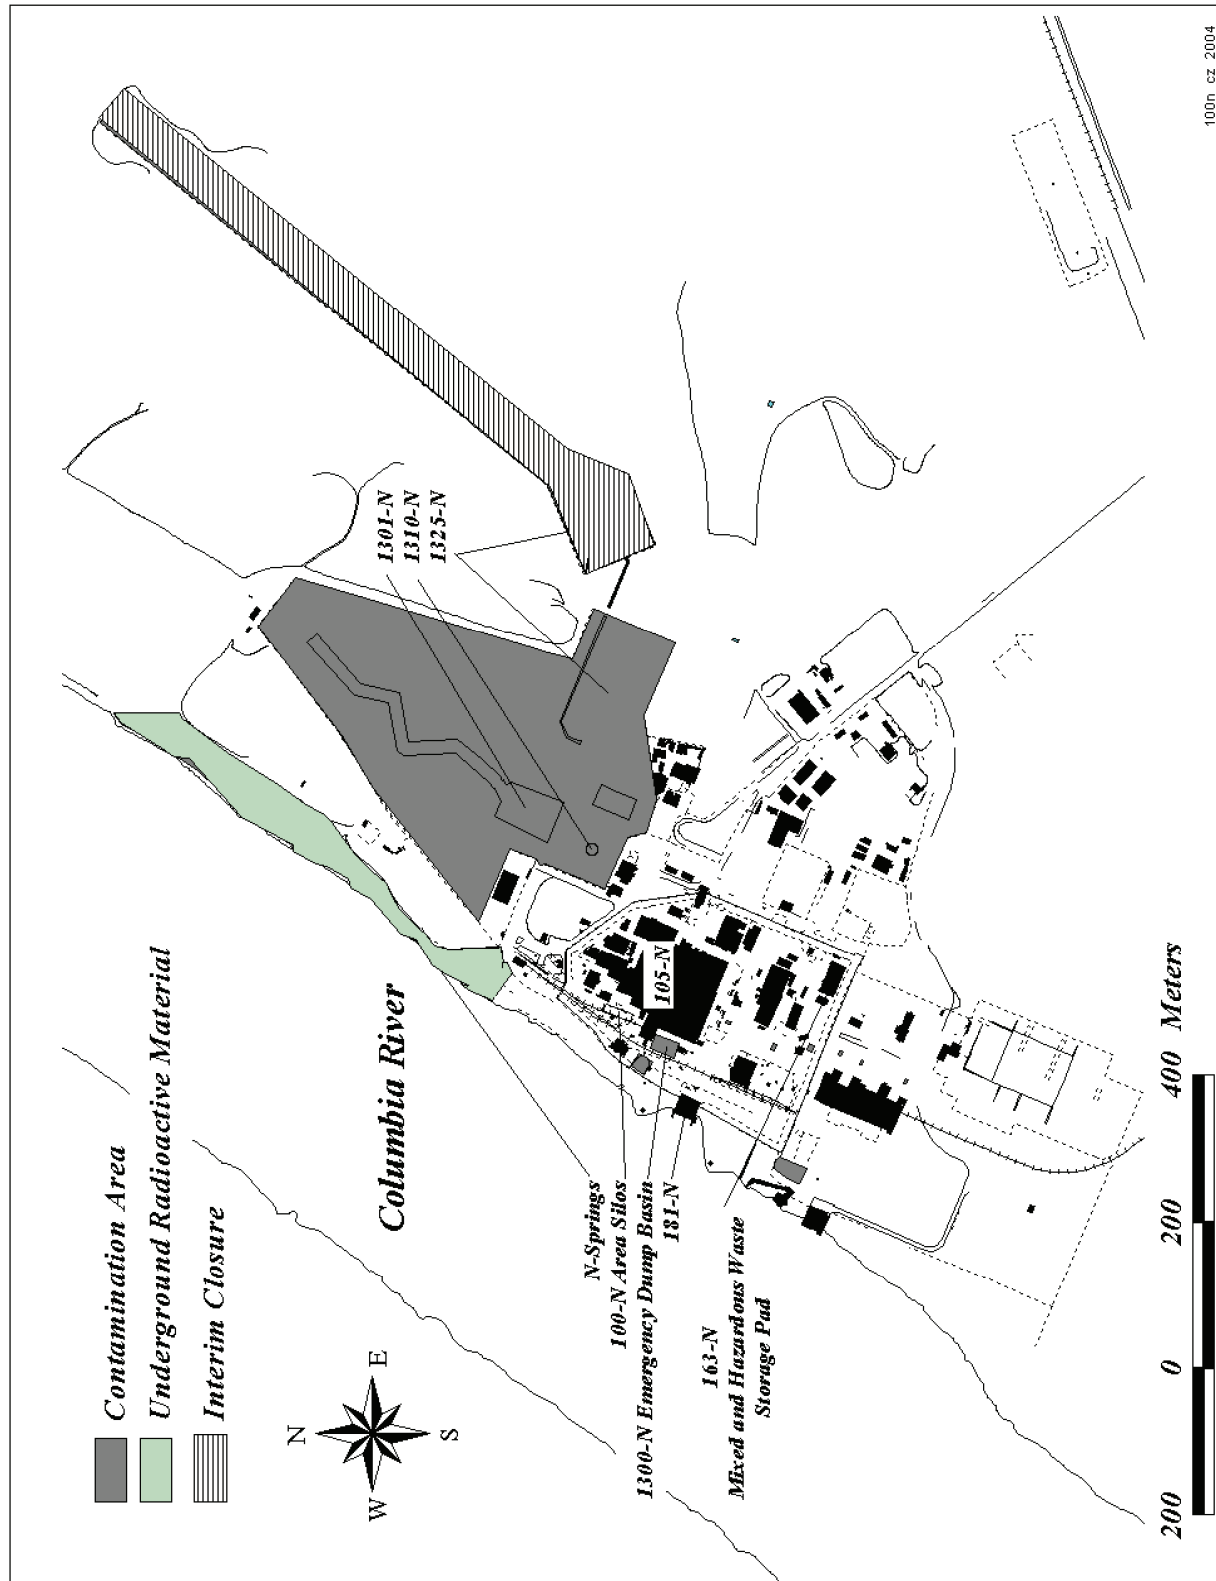 Contamination Area
Underground Radioactive Material
Interim Closure
N
W
E
S
Columbia River
1301-N
1310-N
1325-N
105-N
N-Springs
100-N Area Silos
1300-N Emergency Dump Basin
181-N
163-N
Mixed and Hazardous Waste
Storage Pad
200 0 200 400 Meters
100n cz 2004